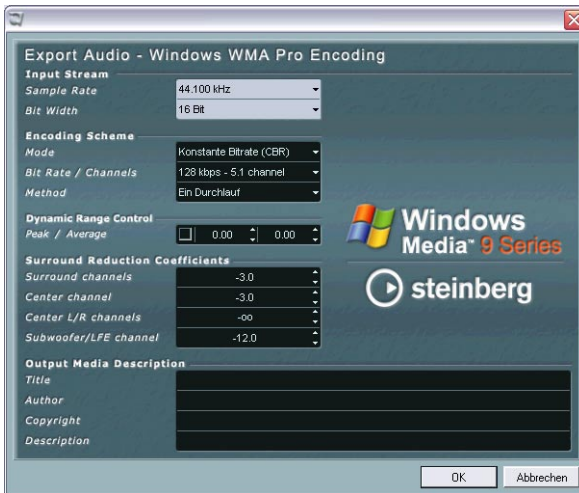 Export Audio - Windows WMA Pro Encoding
Input Stream
Sample Rate 44.100 kHz
Bit Width 16 Bit
Encoding Scheme
Mode Konstante Bitrate (CBR)
Bit Rate / Channels 128 kbps - 5.1 channel
Method Ein Durchlauf
Dynamic Range Control
Peak / Average 0.00 0.00
Windows
Media™ 9 Series
Surround Reduction Coefficients
Surround channels -3.0
steinberg
Center channel -3.0
Center L/R channels -oo
Subwoofer/LFE channel -12.0
Output Media Description
Title
Author
Copyright
Description
OK Abbrechen